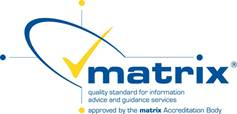 matrix®
quality standard for information
advice and guidance services
approved by the matrix Accreditation Body